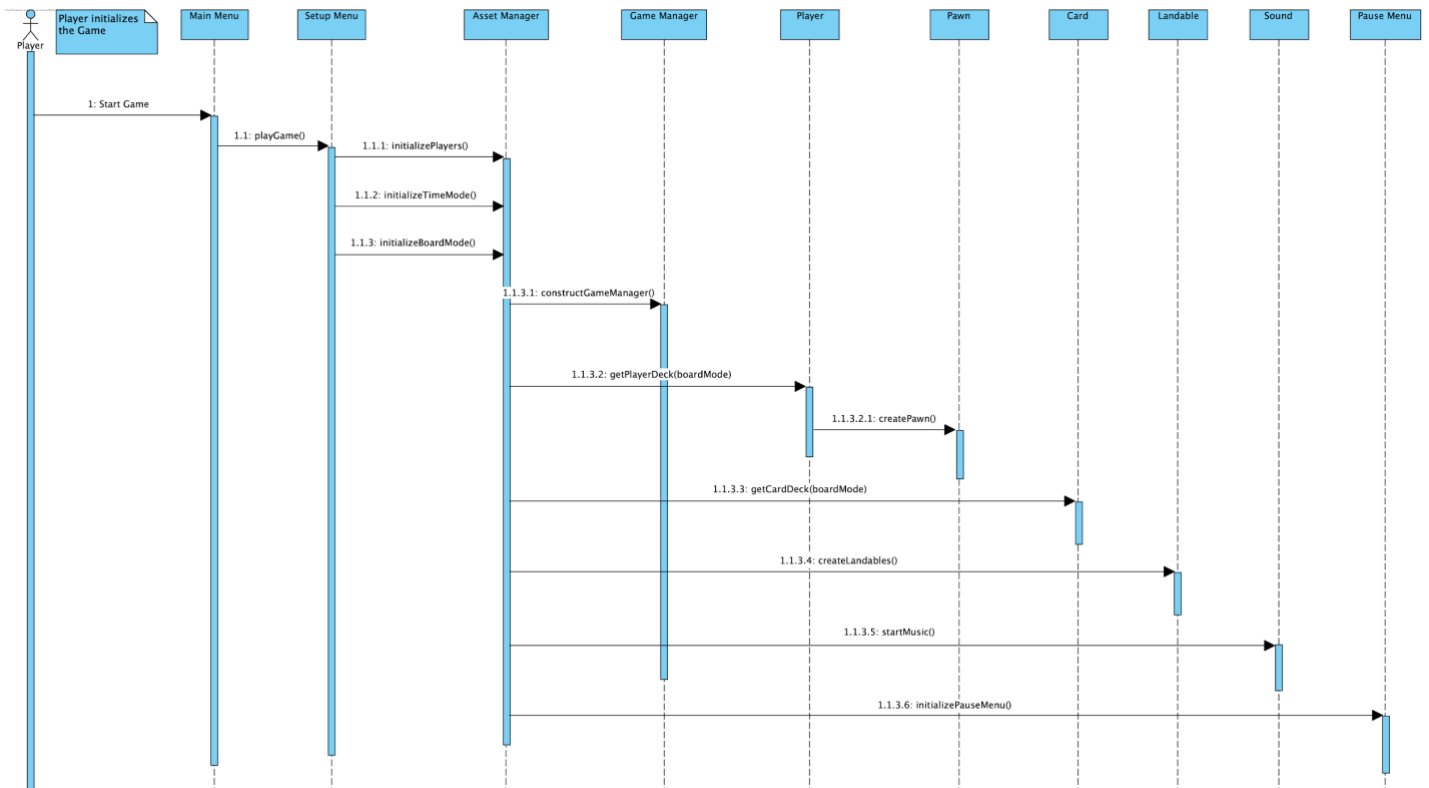 Player initializes
the Game
Player
Main Menu
Setup Menu
Asset Manager
Game Manager
Player
Pawn
Card
Landable
Sound
Pause Menu
1: Start Game
1.1: playGame()
1.1.1: initializePlayers()
1.1.2: initializeTimeMode()
1.1.3: initializeBoardMode()
1.1.3.1: constructGameManager()
1.1.3.2: getPlayerDeck(boardMode)
1.1.3.2.1: createPawn()
1.1.3.3: getCardDeck(boardMode)
1.1.3.4: createLandables()
1.1.3.5: startMusic()
1.1.3.6: initializePauseMenu()